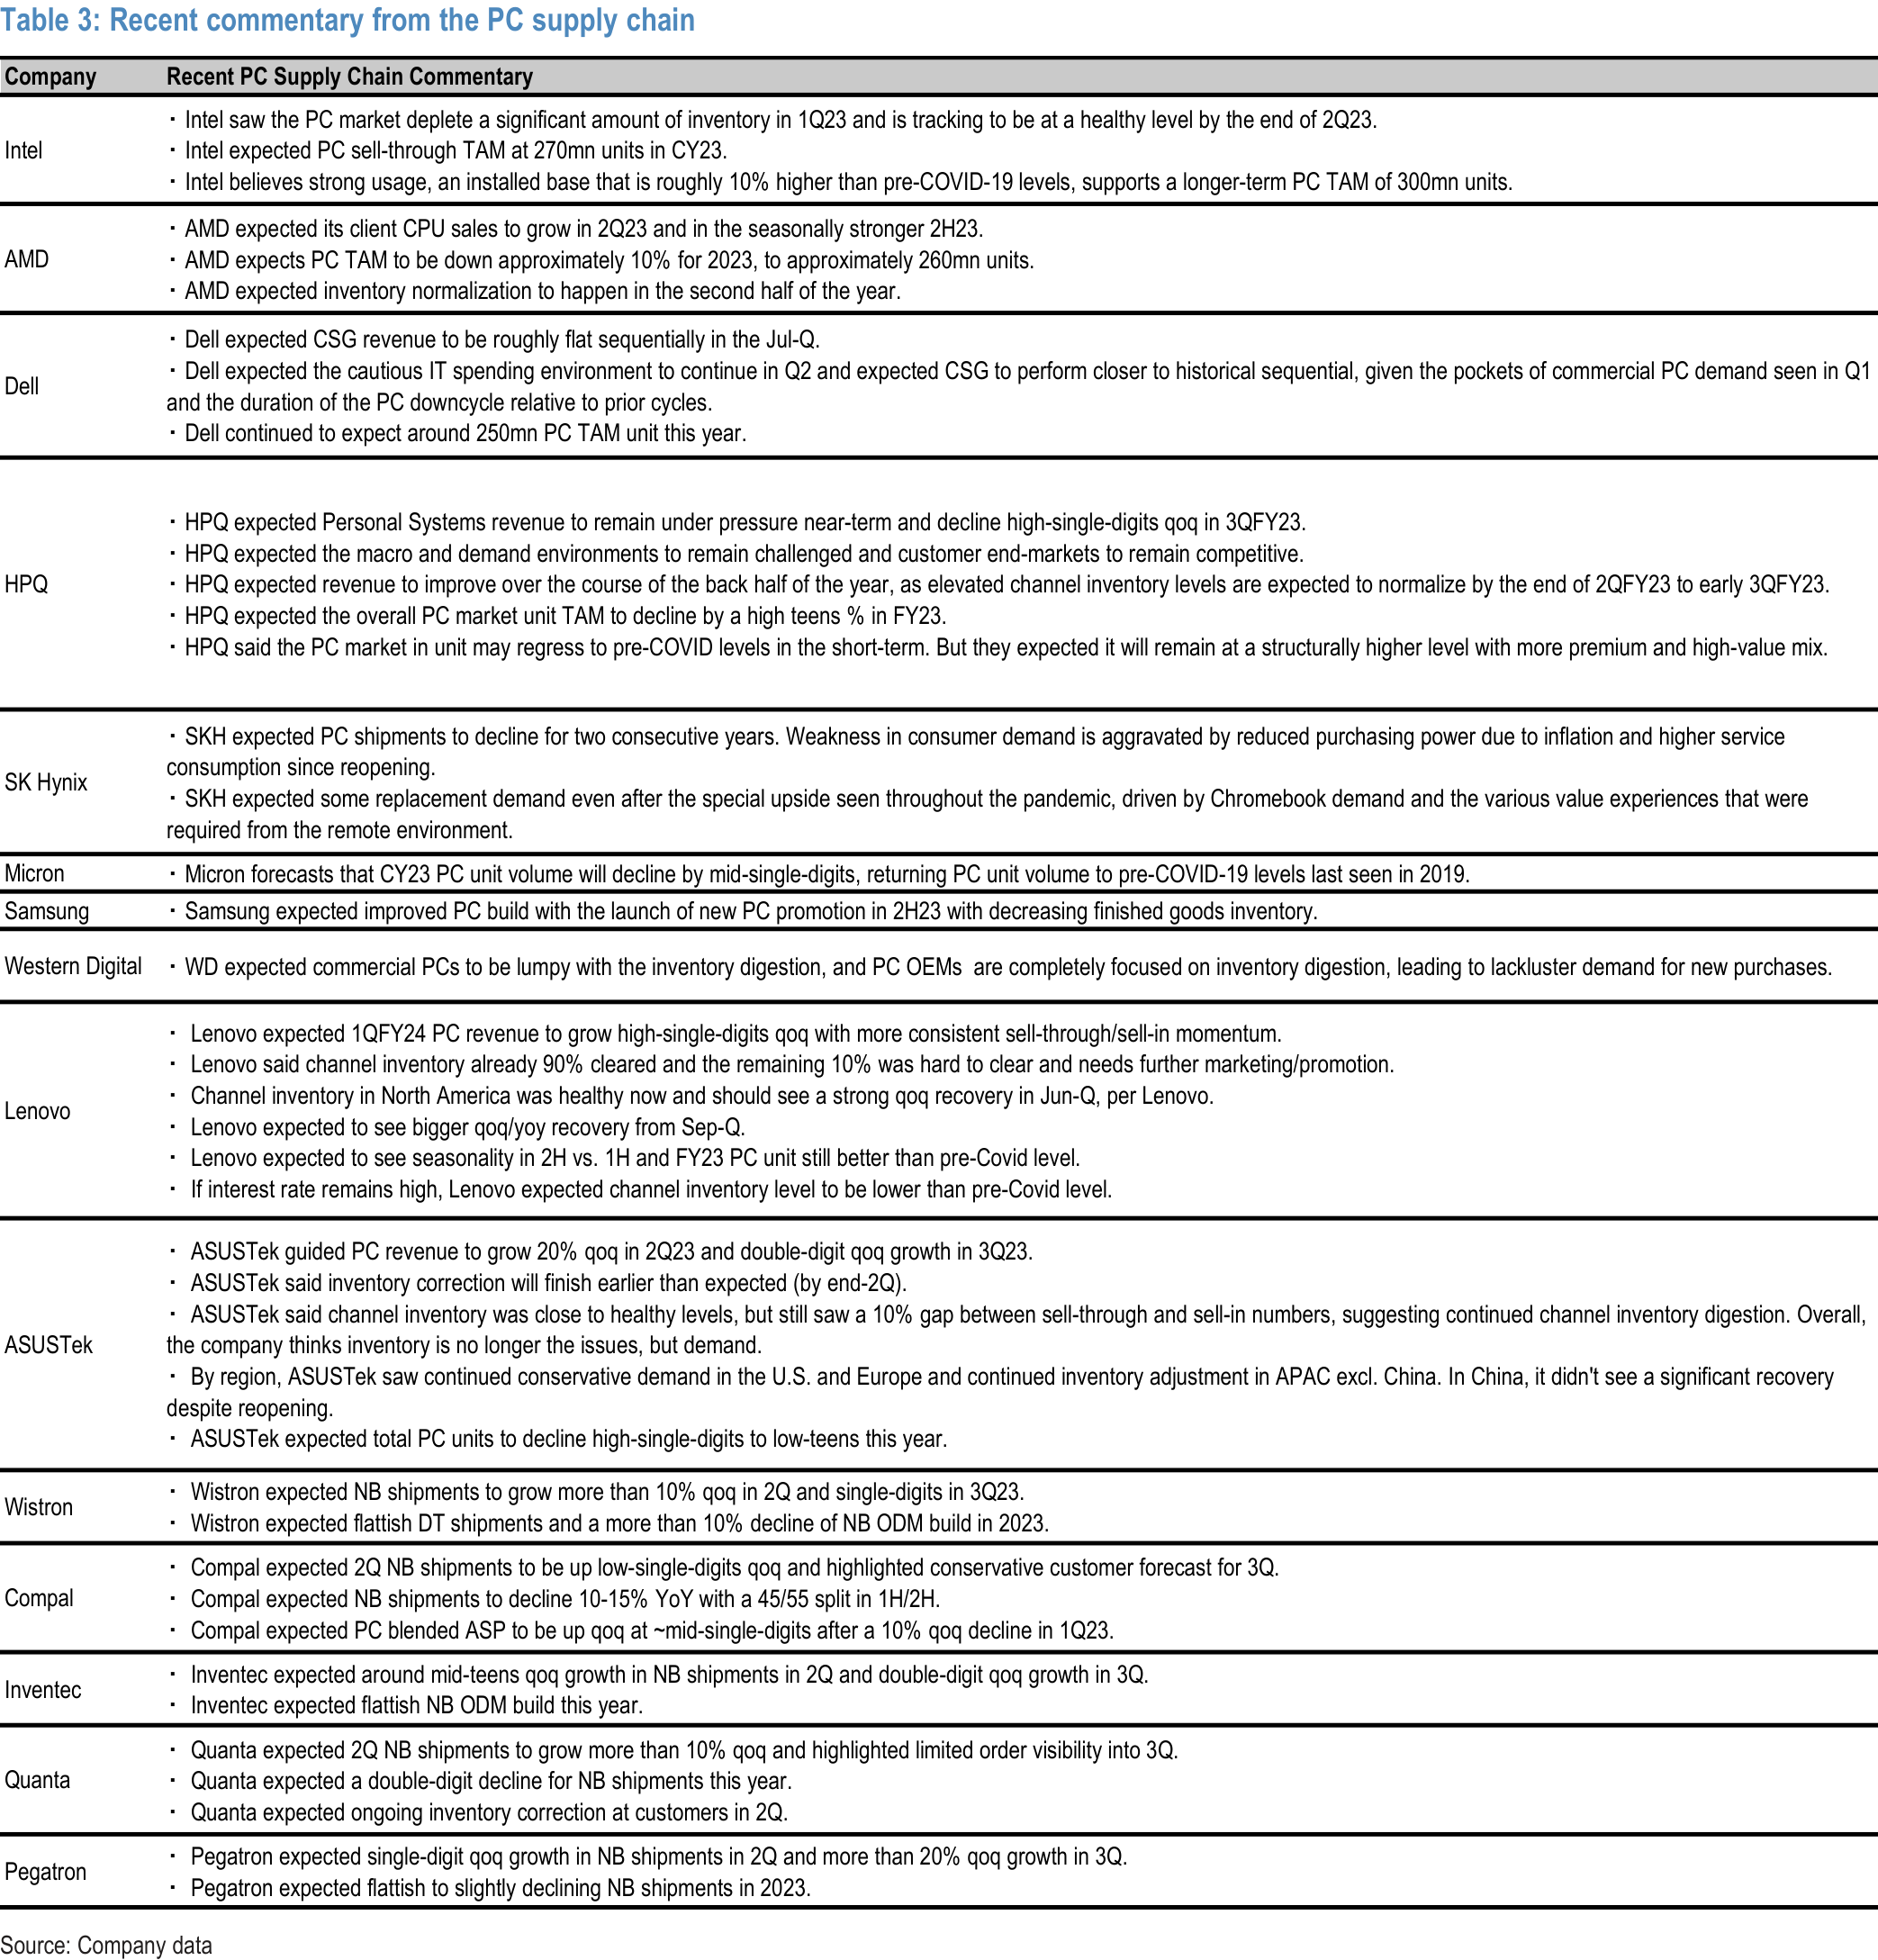 Table 3: Recent commentary from the PC supply chain
Company Recent PC Supply Chain Commentary
Intel
· Intel saw the PC market deplete a significant amount of inventory in 1Q23 and is tracking to be at a healthy level by the end of 2Q23.
· Intel expected PC sell-through TAM at 270mn units in CY23.
· Intel believes strong usage, an installed base that is roughly 10% higher than pre-COVID-19 levels, supports a longer-term PC TAM of 300mn units.
AMD
· AMD expected its client CPU sales to grow in 2Q23 and in the seasonally stronger 2H23.
· AMD expects PC TAM to be down approximately 10% for 2023, to approximately 260mn units.
· AMD expected inventory normalization to happen in the second half of the year.
Dell
· Dell expected CSG revenue to be roughly flat sequentially in the Jul-Q.
· Dell expected the cautious IT spending environment to continue in Q2 and expected CSG to perform closer to historical sequential, given the pockets of commercial PC demand seen in Q1
and the duration of the PC downcycle relative to prior cycles.
· Dell continued to expect around 250mn PC TAM unit this year.
HPQ
· HPQ expected Personal Systems revenue to remain under pressure near-term and decline high-single-digits qoq in 3QFY23.
· HPQ expected the macro and demand environments to remain challenged and customer end-markets to remain competitive.
· HPQ expected revenue to improve over the course of the back half of the year, as elevated channel inventory levels are expected to normalize by the end of 2QFY23 to early 3QFY23.
· HPQ expected the overall PC market unit TAM to decline by a high teens % in FY23.
· HPQ said the PC market in unit may regress to pre-COVID levels in the short-term. But they expected it will remain at a structurally higher level with more premium and high-value mix.
SK Hynix
· SKH expected PC shipments to decline for two consecutive years. Weakness in consumer demand is aggravated by reduced purchasing power due to inflation and higher service
consumption since reopening.
· SKH expected some replacement demand even after the special upside seen throughout the pandemic, driven by Chromebook demand and the various value experiences that were
required from the remote environment.
Micron
· Micron forecasts that CY23 PC unit volume will decline by mid-single-digits, returning PC unit volume to pre-COVID-19 levels last seen in 2019.
Samsung
· Samsung expected improved PC build with the launch of new PC promotion in 2H23 with decreasing finished goods inventory.
Western Digital
· WD expected commercial PCs to be lumpy with the inventory digestion, and PC OEMs are completely focused on inventory digestion, leading to lackluster demand for new purchases.
Lenovo
· Lenovo expected 1QFY24 PC revenue to grow high-single-digits qoq with more consistent sell-through/sell-in momentum.
· Lenovo said channel inventory already 90% cleared and the remaining 10% was hard to clear and needs further marketing/promotion.
· Channel inventory in North America was healthy now and should see a strong qoq recovery in Jun-Q, per Lenovo.
· Lenovo expected to see bigger qoq/yoy recovery from Sep-Q.
· Lenovo expected to see seasonality in 2H vs. 1H and FY23 PC unit still better than pre-Covid level.
· If interest rate remains high, Lenovo expected channel inventory level to be lower than pre-Covid level.
ASUSTek
· ASUSTek guided PC revenue to grow 20% qoq in 2Q23 and double-digit qoq growth in 3Q23.
· ASUSTek said inventory correction will finish earlier than expected (by end-2Q).
· ASUSTek said channel inventory was close to healthy levels, but still saw a 10% gap between sell-through and sell-in numbers, suggesting continued channel inventory digestion. Overall,
the company thinks inventory is no longer the issues, but demand.
· By region, ASUSTek saw continued conservative demand in the U.S. and Europe and continued inventory adjustment in APAC excl. China. In China, it didn't see a significant recovery
despite reopening.
· ASUSTek expected total PC units to decline high-single-digits to low-teens this year.
Wistron
· Wistron expected NB shipments to grow more than 10% qoq in 2Q and single-digits in 3Q23.
· Wistron expected flattish DT shipments and a more than 10% decline of NB ODM build in 2023.
Compal
· Compal expected 2Q NB shipments to be up low-single-digits qoq and highlighted conservative customer forecast for 3Q.
· Compal expected NB shipments to decline 10-15% YoY with a 45/55 split in 1H/2H.
· Compal expected PC blended ASP to be up qoq at ~mid-single-digits after a 10% qoq decline in 1Q23.
Inventec
· Inventec expected around mid-teens qoq growth in NB shipments in 2Q and double-digit qoq growth in 3Q.
· Inventec expected flattish NB ODM build this year.
Quanta
· Quanta expected 2Q NB shipments to grow more than 10% qoq and highlighted limited order visibility into 3Q.
· Quanta expected a double-digit decline for NB shipments this year.
· Quanta expected ongoing inventory correction at customers in 2Q.
Pegatron
· Pegatron expected single-digit qoq growth in NB shipments in 2Q and more than 20% qoq growth in 3Q.
· Pegatron expected flattish to slightly declining NB shipments in 2023.
Source: Company data